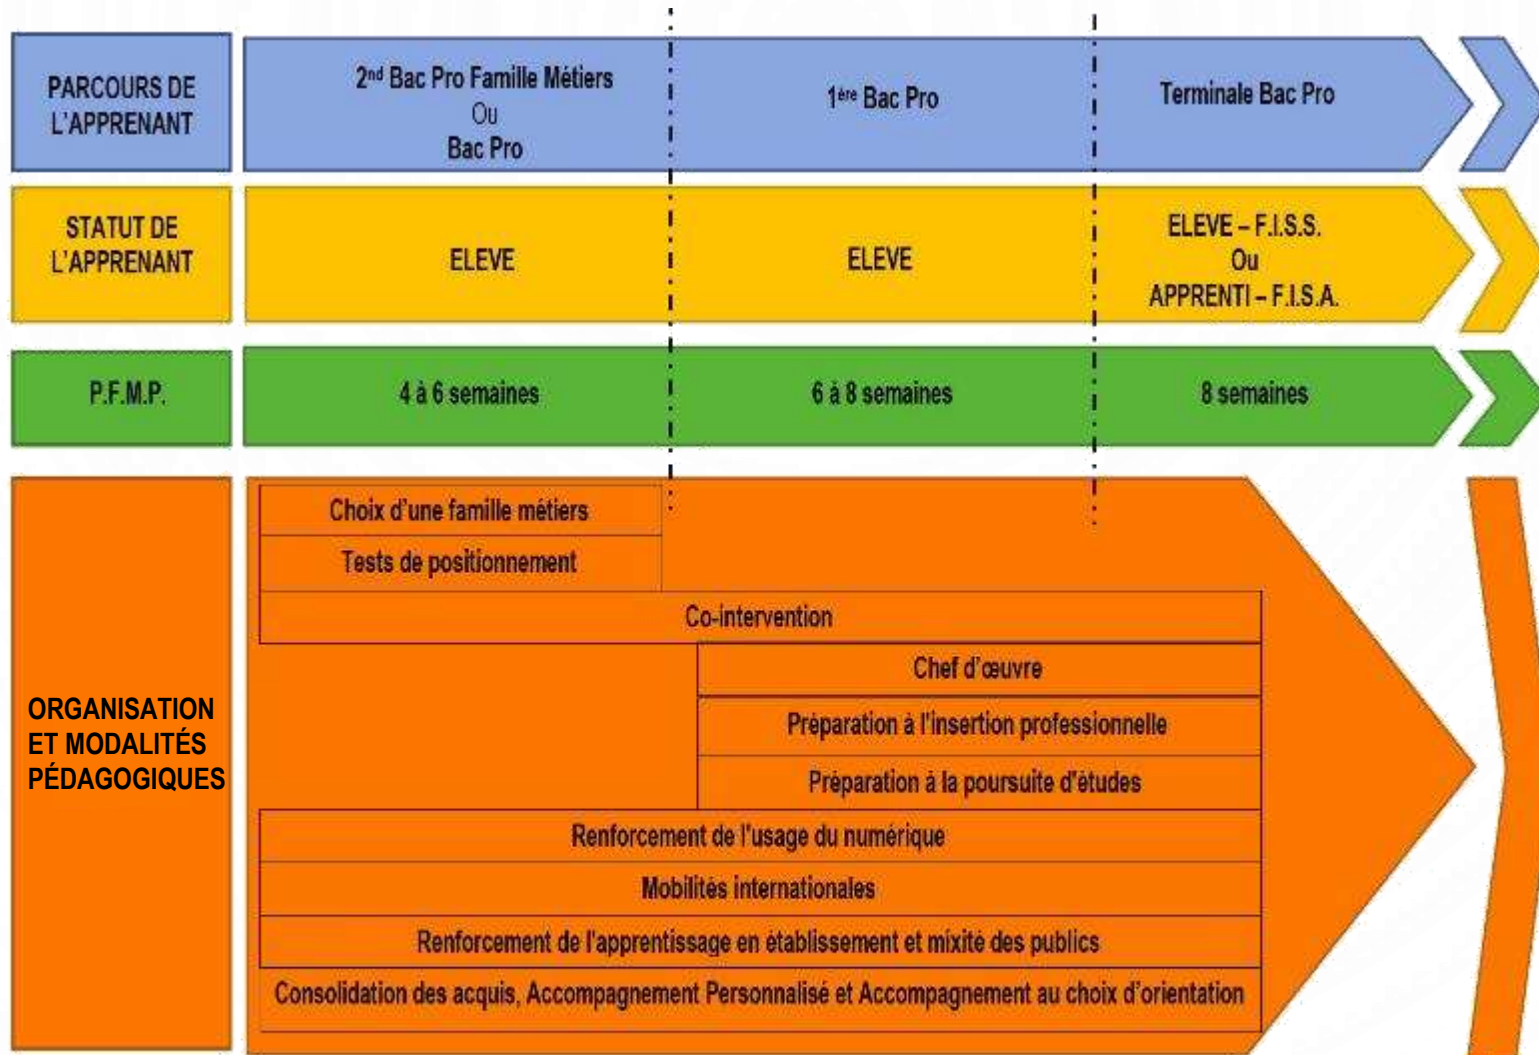 PARCOURS DE
L'APPRENANT
2nd Bac Pro Famille Métiers
Ou
Bac Pro
1ère Bac Pro
Terminale Bac Pro
STATUT DE
L'APPRENANT
ELEVE
ELEVE
ELEVE – F.I.S.S.
Ou
APPRENTI – F.I.S.A.
P.F.M.P.
4 à 6 semaines
6 à 8 semaines
8 semaines
ORGANISATION
ET MODALITÉS
PÉDAGOGIQUES
Choix d'une famille métiers
Tests de positionnement
Co-intervention
Chef d'œuvre
Préparation à l'insertion professionnelle
Préparation à la poursuite d'études
Renforcement de l'usage du numérique
Mobilités internationales
Renforcement de l'apprentissage en établissement et mixité des publics
Consolidation des acquis, Accompagnement Personnalisé et Accompagnement au choix d'orientation